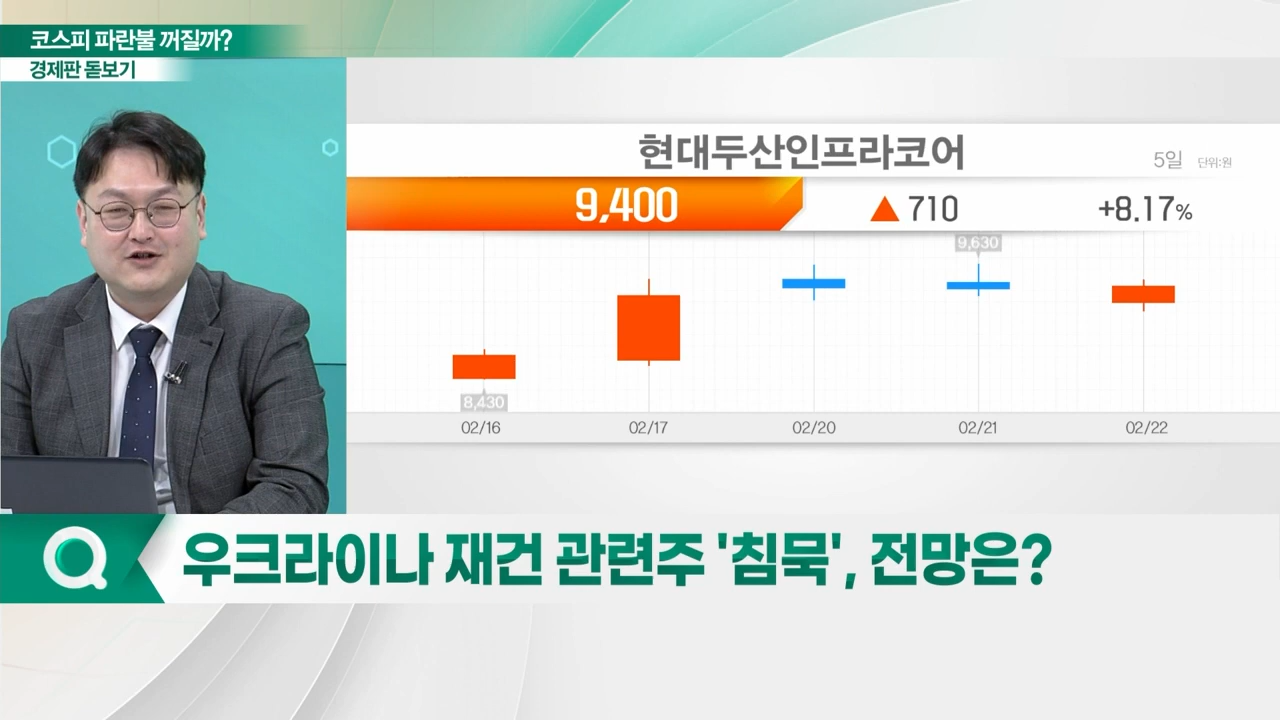 코스피 파란불 꺼질까?
경제판 돋보기
현대두산인프라코어
5일 단위:원
9,400 ▲ 710 +8.17%
9,630
8,430
02/16 02/17 02/20 02/21 02/22
Q 우크라이나 재건 관련주 '침묵', 전망은?